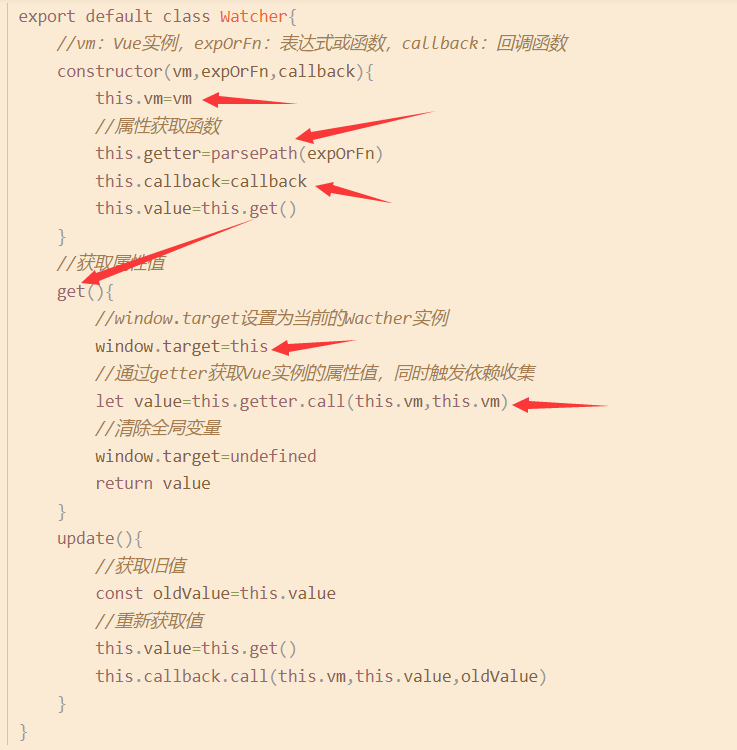 export default class Watcher{
//vm：Vue实例，expOrFn：表达式或函数，callback：回调函数
constructor(vm,expOrFn,callback){
this.vm=vm
//属性获取函数
this.getter=parsePath(expOrFn)
this.callback=callback
this.value=this.get()
}
//获取属性值
get(){
//window.target设置为当前的Wacther实例
window.target=this
//通过getter获取Vue实例的属性值，同时触发依赖收集
let value=this.getter.call(this.vm,this.vm)
//清除全局变量
window.target=undefined
return value
}
update(){
//获取旧值
const oldValue=this.value
//重新获取值
this.value=this.get()
this.callback.call(this.vm,this.value,oldValue)
}
}